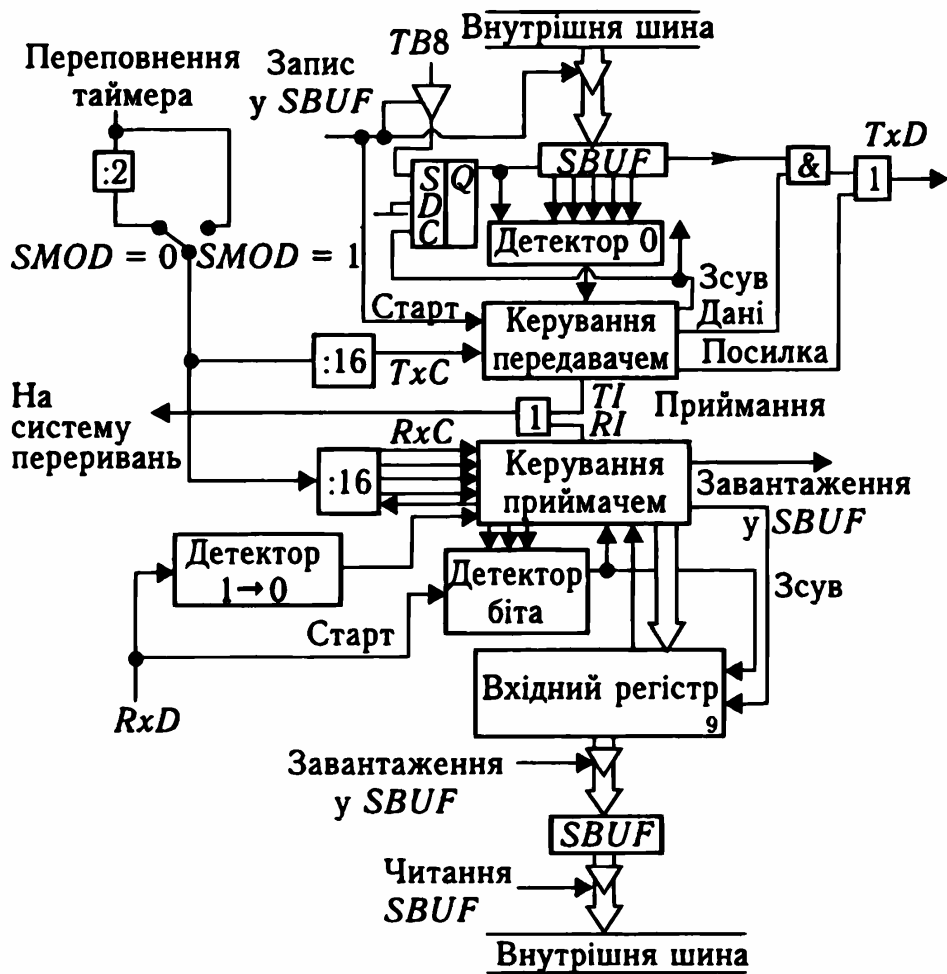 Внутрішня шина
TB8
Переповнення
таймера
Запис
у SBUF
:2
SBUF
&
TxD
1
S
Q
D
C
Детектор 0
SMOD = 0
SMOD = 1
Зсув
Дані
Старт
Керування
передавачем
Посилка
:16
TxC
TI
На
систему
переривань
1
RI
Приймання
RxC
:16
Керування
приймачем
Завантаження
у SBUF
Детектор
1→0
Детектор
біта
Зсув
Старт
Вхідний регістр
9
RxD
Завантаження
у SBUF
SBUF
Читання
SBUF
Внутрішня шина